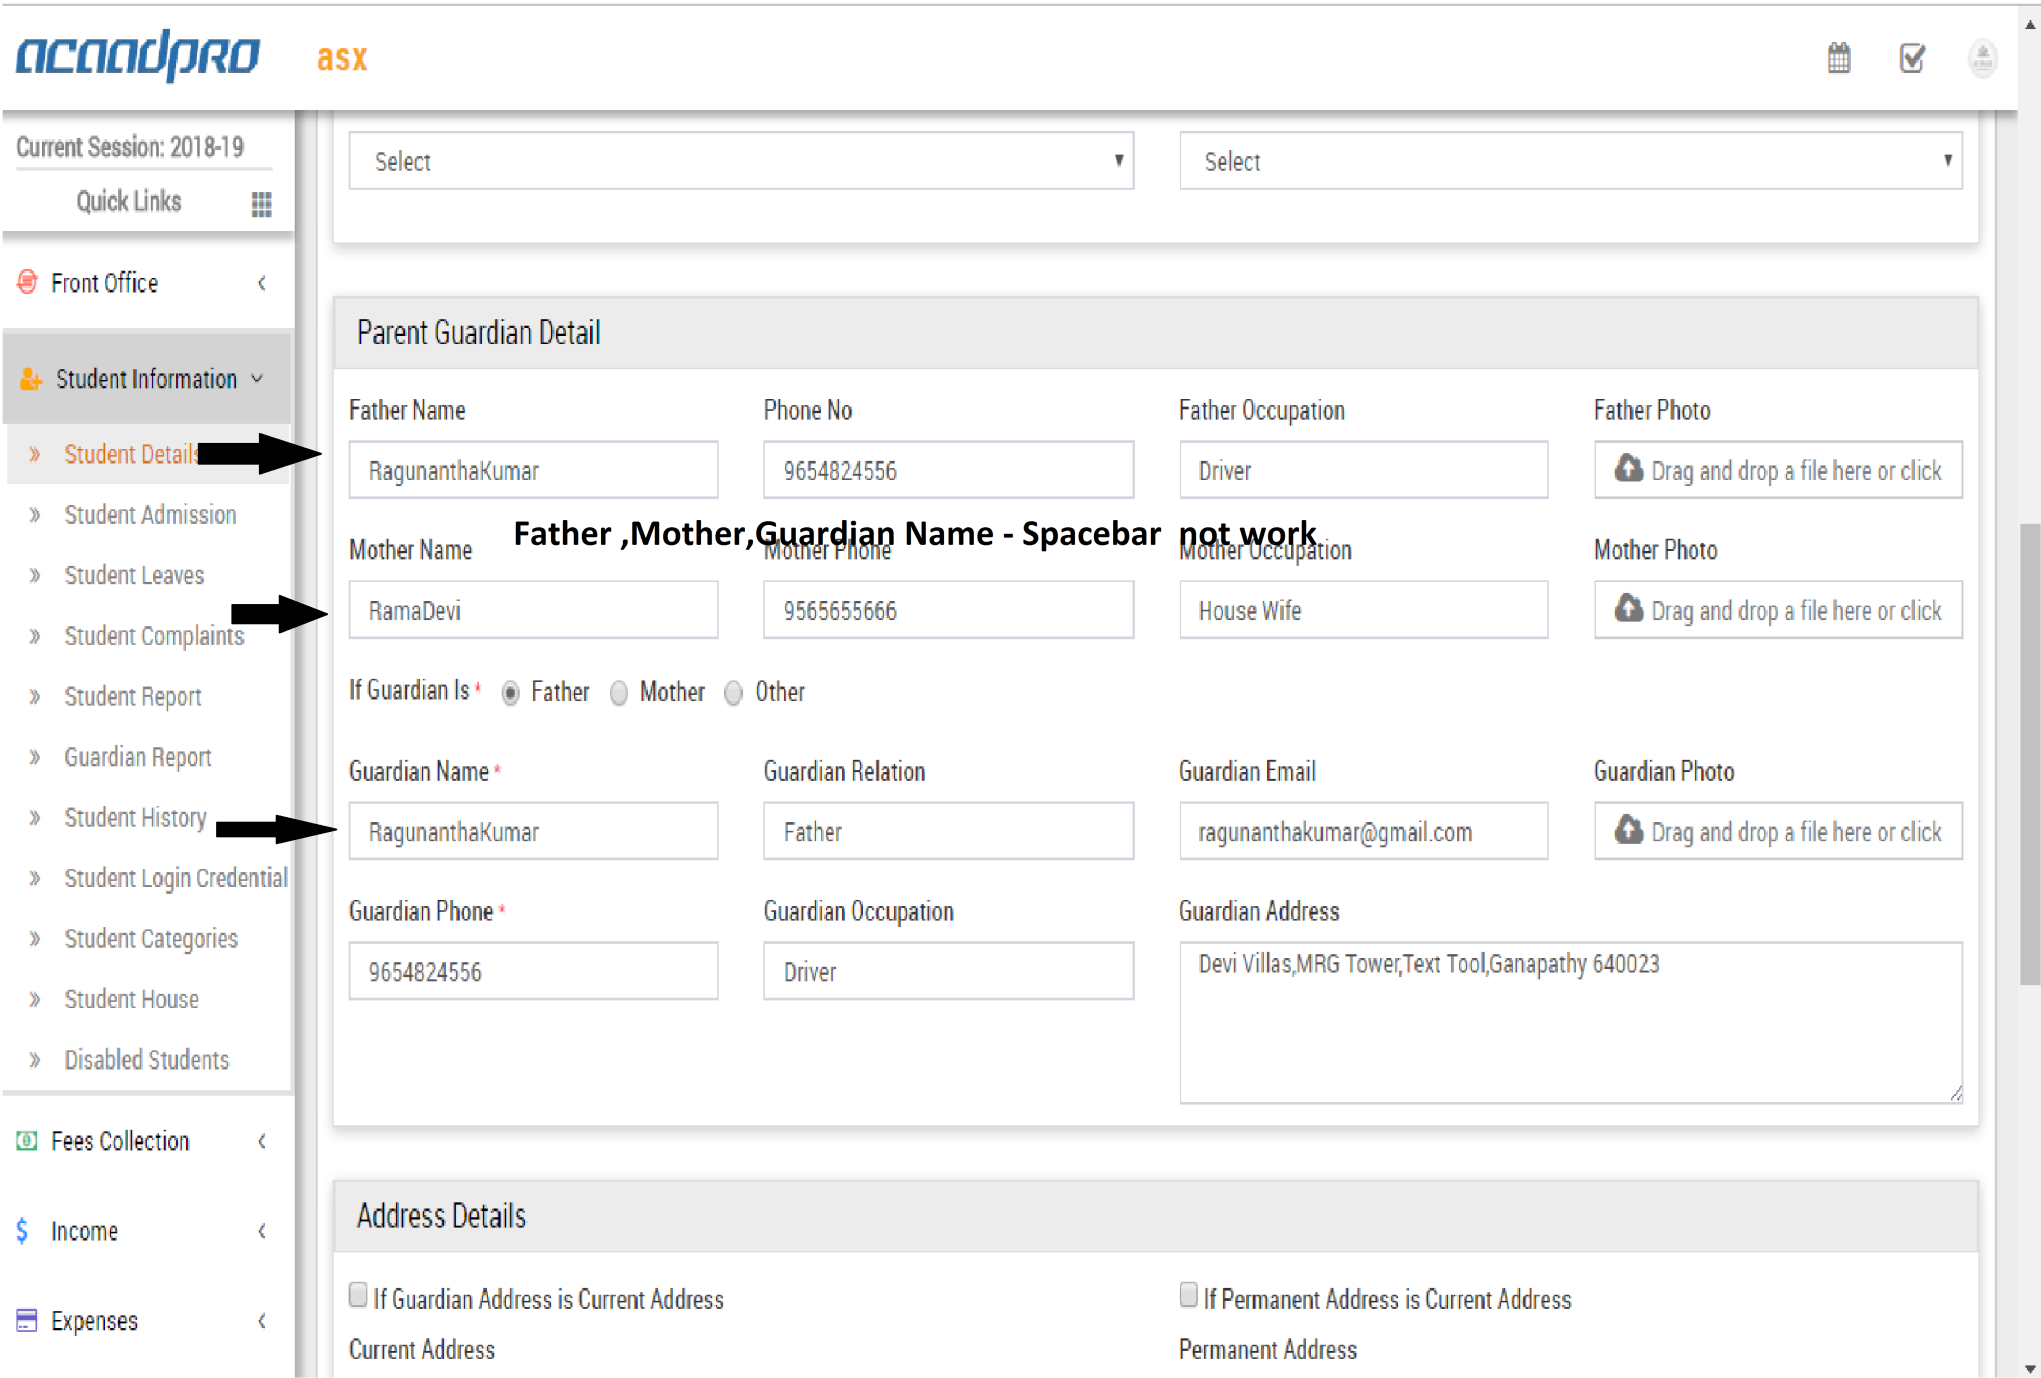 acaadpro asx
Current Session: 2018-19
Quick Links
Front Office
Student Information
Student Details
Student Admission
Student Leaves
Student Complaints
Student Report
Guardian Report
Student History
Student Login Credential
Student Categories
Student House
Disabled Students
Fees Collection
Income
Expenses
Select Select
Parent Guardian Detail
Father Name Phone No Father Occupation Father Photo
RagunanthaKumar 9654824556 Driver Drag and drop a file here or click
Father ,Mother,Guardian Name - Spacebar not work
Mother Name Mother Phone Mother Occupation Mother Photo
RamaDevi 9565655666 House Wife Drag and drop a file here or click
If Guardian Is * Father Mother Other
Guardian Name * Guardian Relation Guardian Email Guardian Photo
RagunanthaKumar Father ragunanthakumar@gmail.com Drag and drop a file here or click
Guardian Phone * Guardian Occupation Guardian Address
9654824556 Driver Devi Villas,MRG Tower,Text Tool,Ganapathy 640023
Address Details
If Guardian Address is Current Address If Permanent Address is Current Address
Current Address Permanent Address